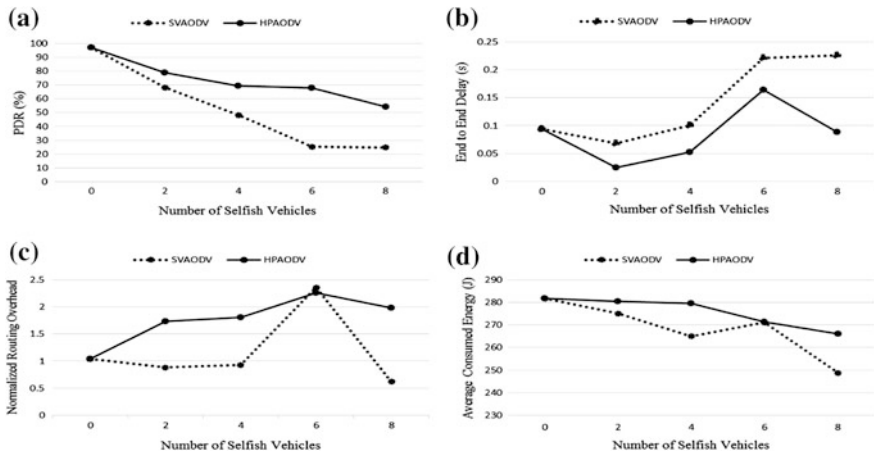 (a)
SVAODV HPAODV
PDR (%)
100
90
80
70
60
50
40
30
20
10
0
0 2 4 6 8
Number of Selfish Vehicles
(b)
SVAODV HPAODV
End to End Delay (s)
0.25
0.2
0.15
0.1
0.05
0
0 2 4 6 8
Number of Selfish Vehicles
(c)
SVAODV HPAODV
Normalized Routing Overhead
2.5
2
1.5
1
0.5
0
0 2 4 6 8
Number of Selfish Vehicles
(d)
SVAODV HPAODV
Average Consumed Energy (J)
290
280
270
260
250
240
230
0 2 4 6 8
Number of Selfish Vehicles